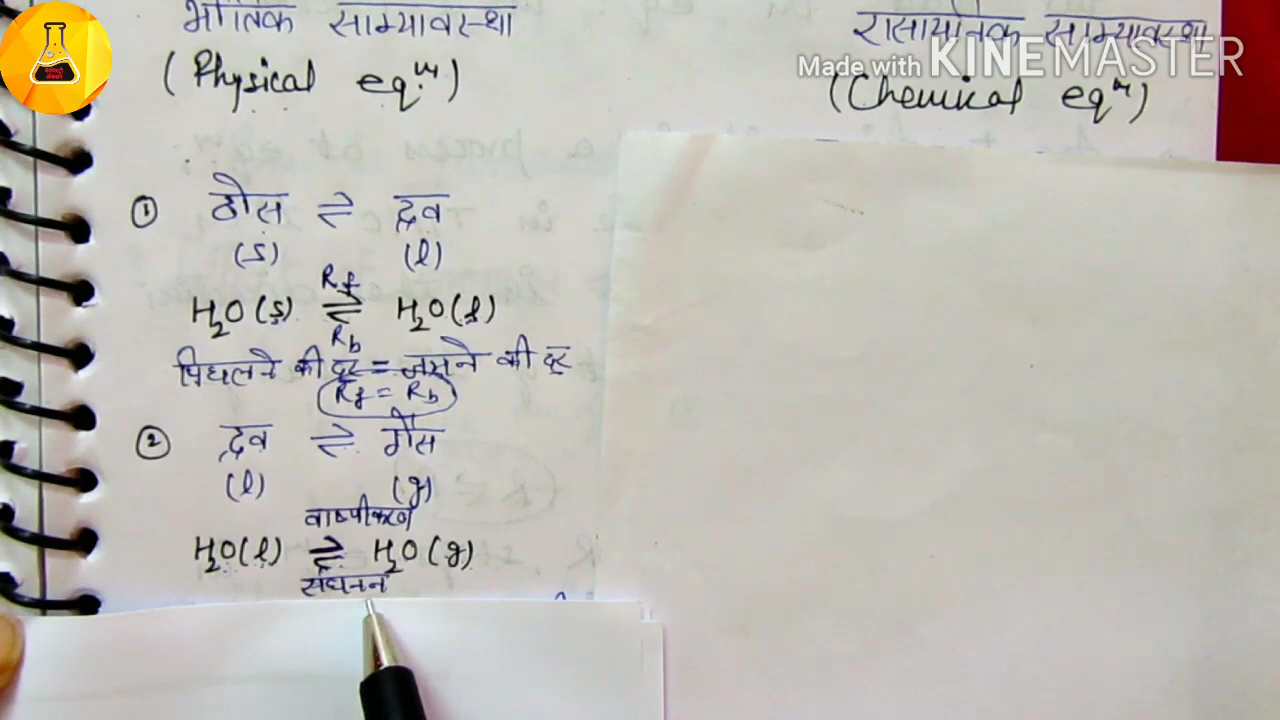 भौतिक साम्यावस्था
(Physical eqᵐ)
रासायनिक साम्यावस्था
(Chemical eqᵐ)
Made with KINEMASTER
① ठोस ⇌ द्रव
(s) (l)
Rf
H₂O(s) ⇌ H₂O(l)
Rb
पिघलने की दर = जमने की दर
Rf = Rb
② द्रव ⇌ गैस
(l) (g)
वाष्पीकरण
H₂O(l) ⇌ H₂O(g)
संघनन